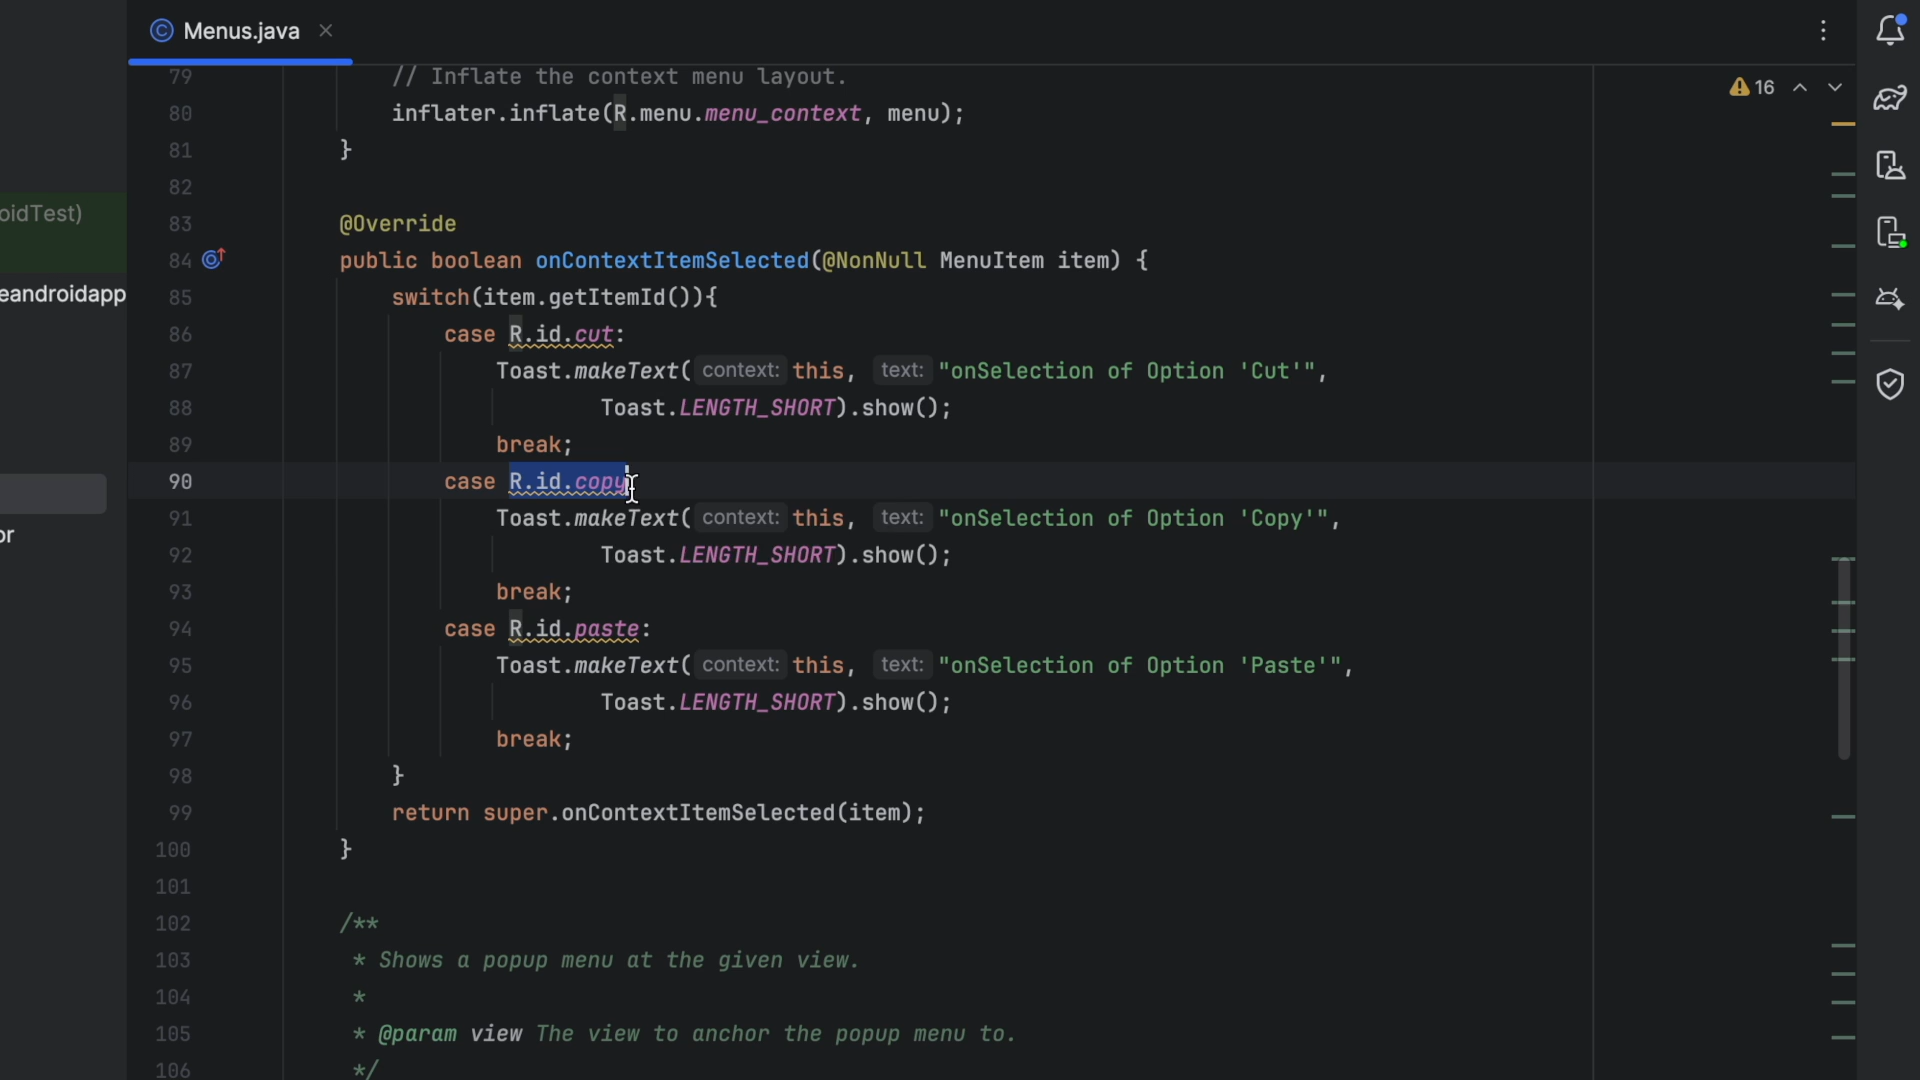 Menus.java
16
oidTest)
eandroidapp
or
79 // Inflate the context menu layout.
80 inflater.inflate(R.menu.menu_context, menu);
81 }
82
83 @Override
84 public boolean onContextItemSelected(@NonNull MenuItem item) {
85 switch(item.getItemId()){
86 case R.id.cut:
87 Toast.makeText( context: this, text: "onSelection of Option 'Cut'",
88 Toast.LENGTH_SHORT).show();
89 break;
90 case R.id.copy
91 Toast.makeText( context: this, text: "onSelection of Option 'Copy'",
92 Toast.LENGTH_SHORT).show();
93 break;
94 case R.id.paste:
95 Toast.makeText( context: this, text: "onSelection of Option 'Paste'",
96 Toast.LENGTH_SHORT).show();
97 break;
98 }
99 return super.onContextItemSelected(item);
100 }
101
102 /**
103 * Shows a popup menu at the given view.
104 *
105 * @param view The view to anchor the popup menu to.
106 */